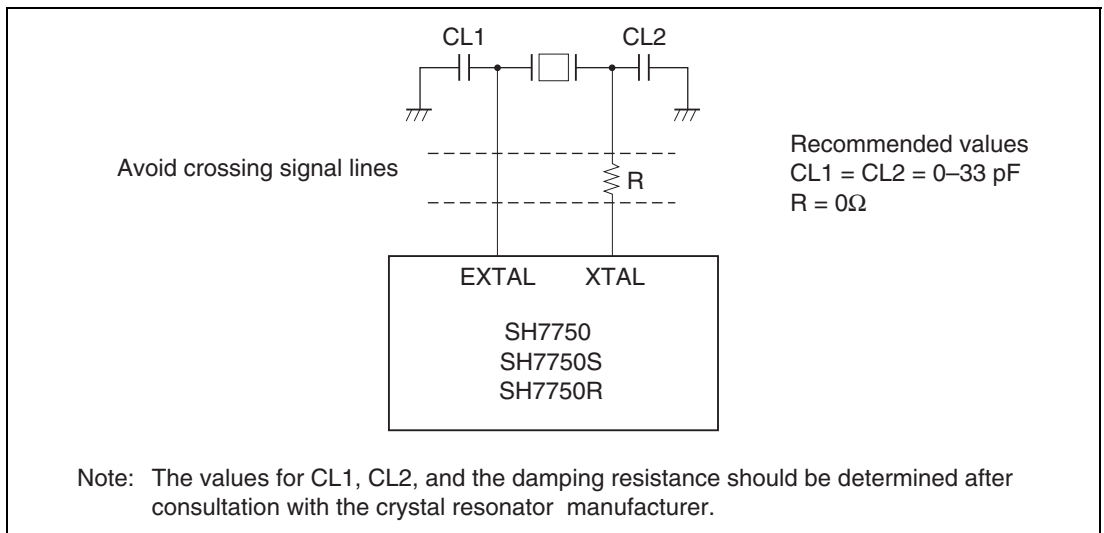 CL1 CL2
Avoid crossing signal lines
R
Recommended values
CL1 = CL2 = 0–33 pF
R = 0Ω
EXTAL XTAL
SH7750
SH7750S
SH7750R
Note: The values for CL1, CL2, and the damping resistance should be determined after
consultation with the crystal resonator manufacturer.